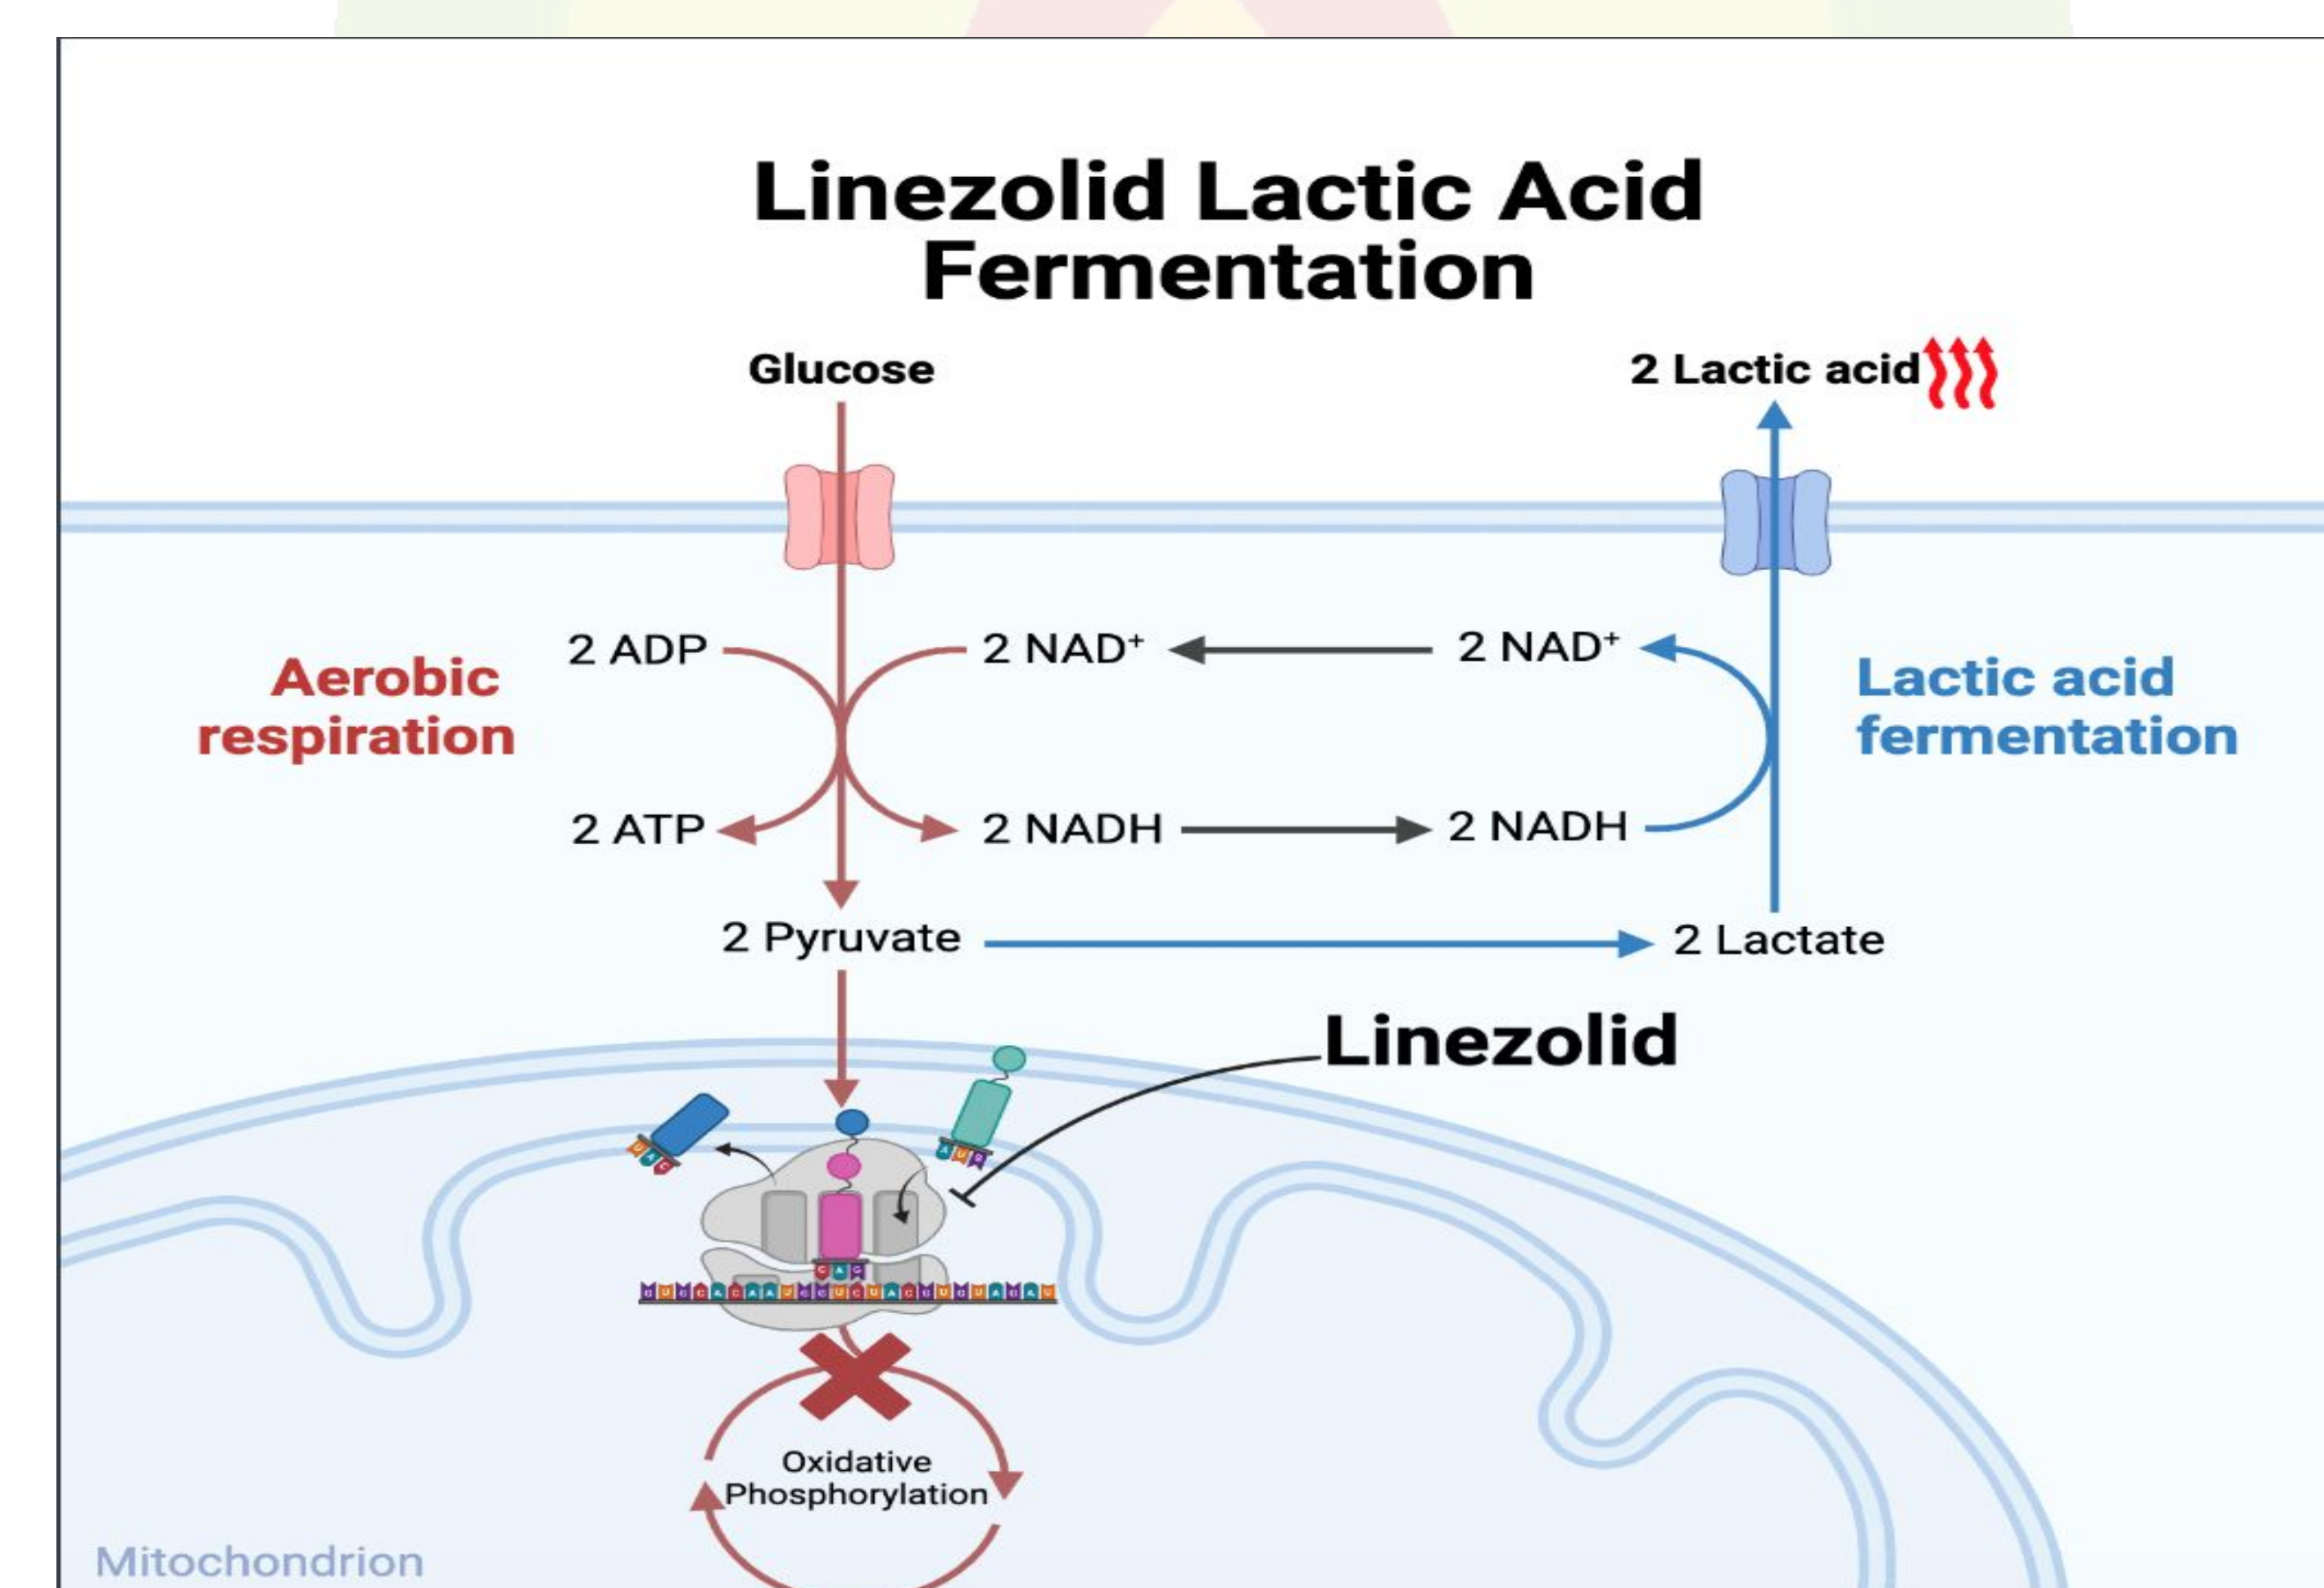 Linezolid Lactic Acid
Fermentation
Glucose
2 Lactic acid
2 ADP
2 NAD⁺
2 NAD⁺
Aerobic
respiration
Lactic acid
fermentation
2 ATP
2 NADH
2 NADH
2 Pyruvate
2 Lactate
Linezolid
U A C
A U G
C A G
Oxidative
Phosphorylation
Mitochondrion